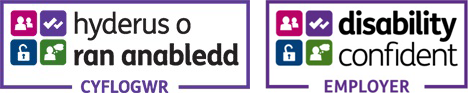 hyderus o
ran anabledd
CYFLOGWR
disability
confident
EMPLOYER